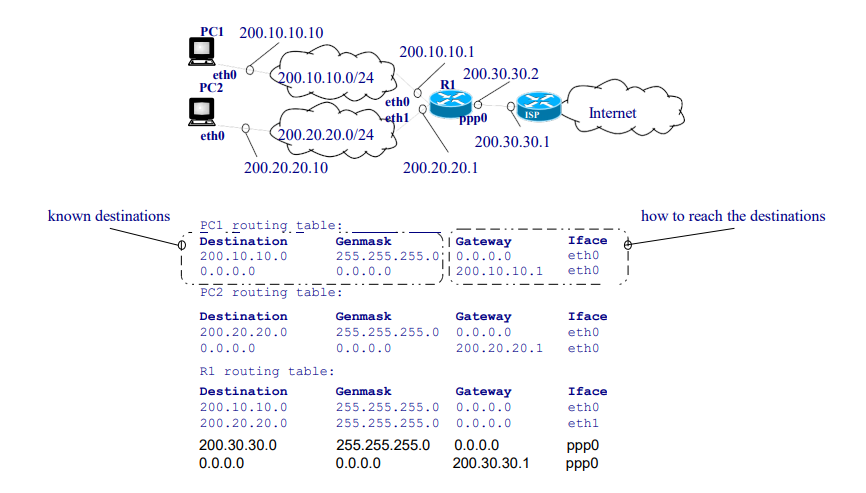 PC1 200.10.10.10
200.10.10.1
200.30.30.2
eth0 200.10.10.0/24 R1
PC2 eth0 Internet
eth1 ppp0 ISP
eth0 200.20.20.0/24 200.30.30.1
200.20.20.10 200.20.20.1
known destinations how to reach the destinations
PC1 routing table:
Destination Genmask Gateway Iface
200.10.10.0 255.255.255.0 0.0.0.0 eth0
0.0.0.0 0.0.0.0 200.10.10.1 eth0
PC2 routing table:
Destination Genmask Gateway Iface
200.20.20.0 255.255.255.0 0.0.0.0 eth0
0.0.0.0 0.0.0.0 200.20.20.1 eth0
R1 routing table:
Destination Genmask Gateway Iface
200.10.10.0 255.255.255.0 0.0.0.0 eth0
200.20.20.0 255.255.255.0 0.0.0.0 eth1
200.30.30.0 255.255.255.0 0.0.0.0 ppp0
0.0.0.0 0.0.0.0 200.30.30.1 ppp0